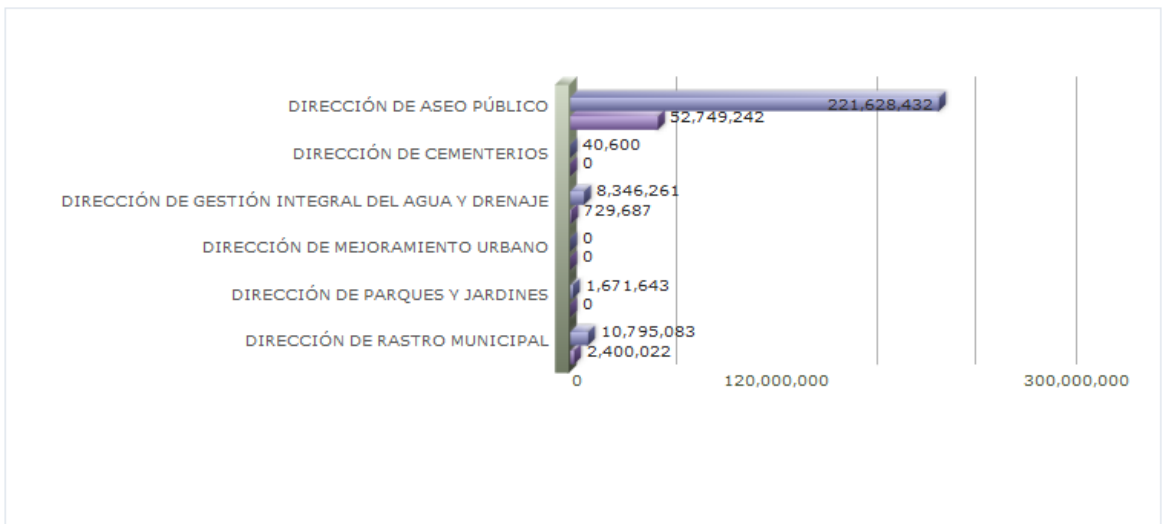 DIRECCIÓN DE ASEO PÚBLICO
221,628,432
52,749,242
DIRECCIÓN DE CEMENTERIOS
40,600
0
DIRECCIÓN DE GESTIÓN INTEGRAL DEL AGUA Y DRENAJE
8,346,261
729,687
DIRECCIÓN DE MEJORAMIENTO URBANO
0
0
DIRECCIÓN DE PARQUES Y JARDINES
1,671,643
0
DIRECCIÓN DE RASTRO MUNICIPAL
10,795,083
2,400,022
0 120,000,000 300,000,000